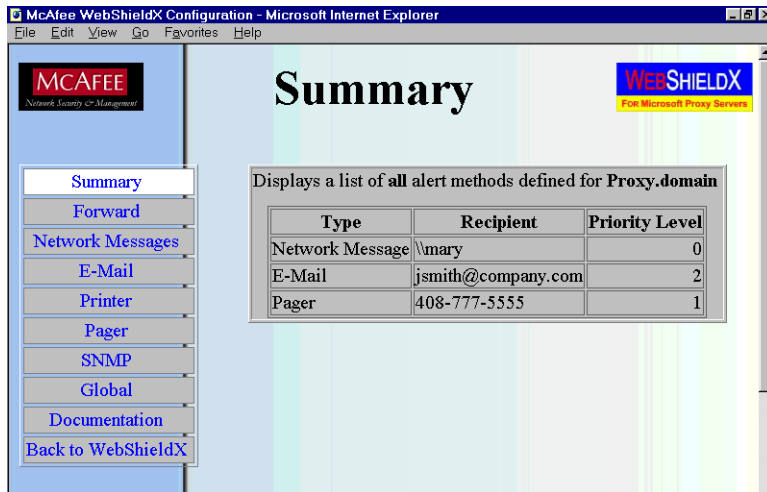 McAfee WebShieldX Configuration - Microsoft Internet Explorer
File Edit View Go Favorites Help
MCAFEE
Network Security & Management
Summary
WEBSHIELDX
FOR Microsoft Proxy Servers
Summary
Forward
Network Messages
E-Mail
Printer
Pager
SNMP
Global
Documentation
Back to WebShieldX
Displays a list of all alert methods defined for Proxy.domain
Type Recipient Priority Level
Network Message \\mary 0
E-Mail jsmith@company.com 2
Pager 408-777-5555 1